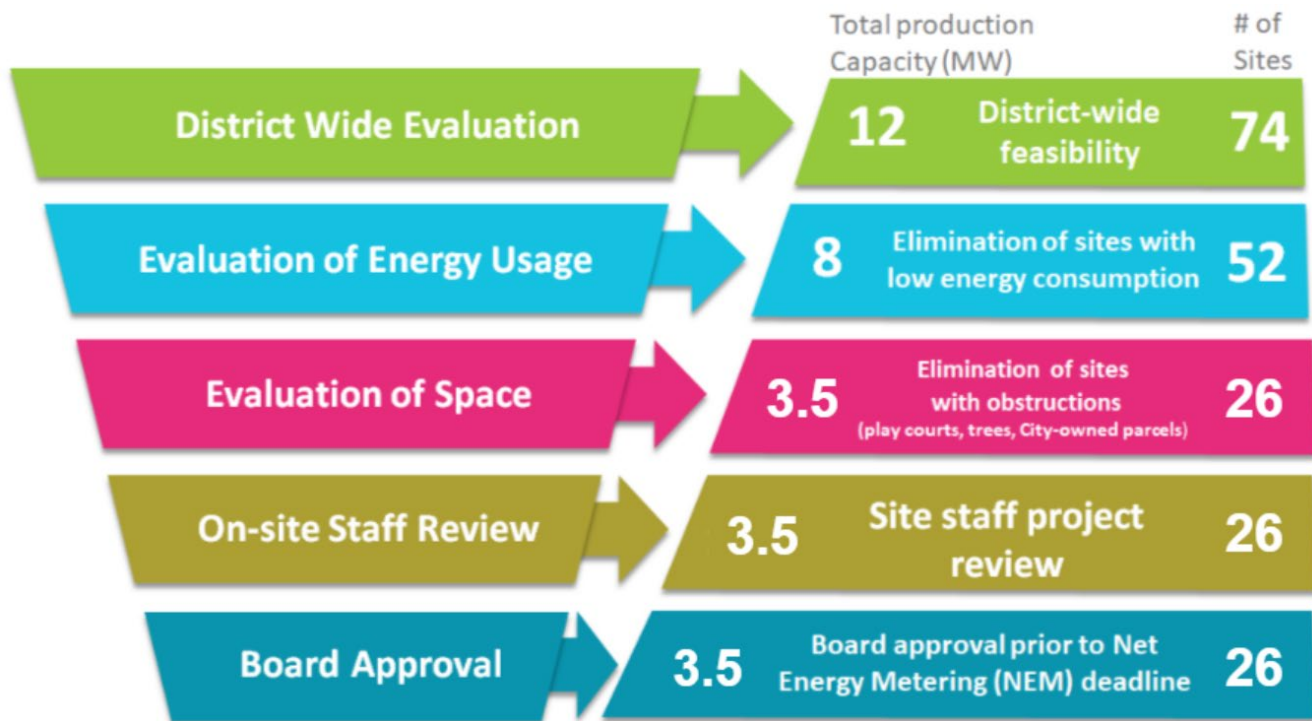 Total production
Capacity (MW)
# of
Sites
District Wide Evaluation
12
District-wide
feasibility
74
Evaluation of Energy Usage
8
Elimination of sites with
low energy consumption
52
Evaluation of Space
3.5
Elimination of sites
with obstructions
(play courts, trees, City-owned parcels)
26
On-site Staff Review
3.5
Site staff project
review
26
Board Approval
3.5
Board approval prior to Net
Energy Metering (NEM) deadline
26